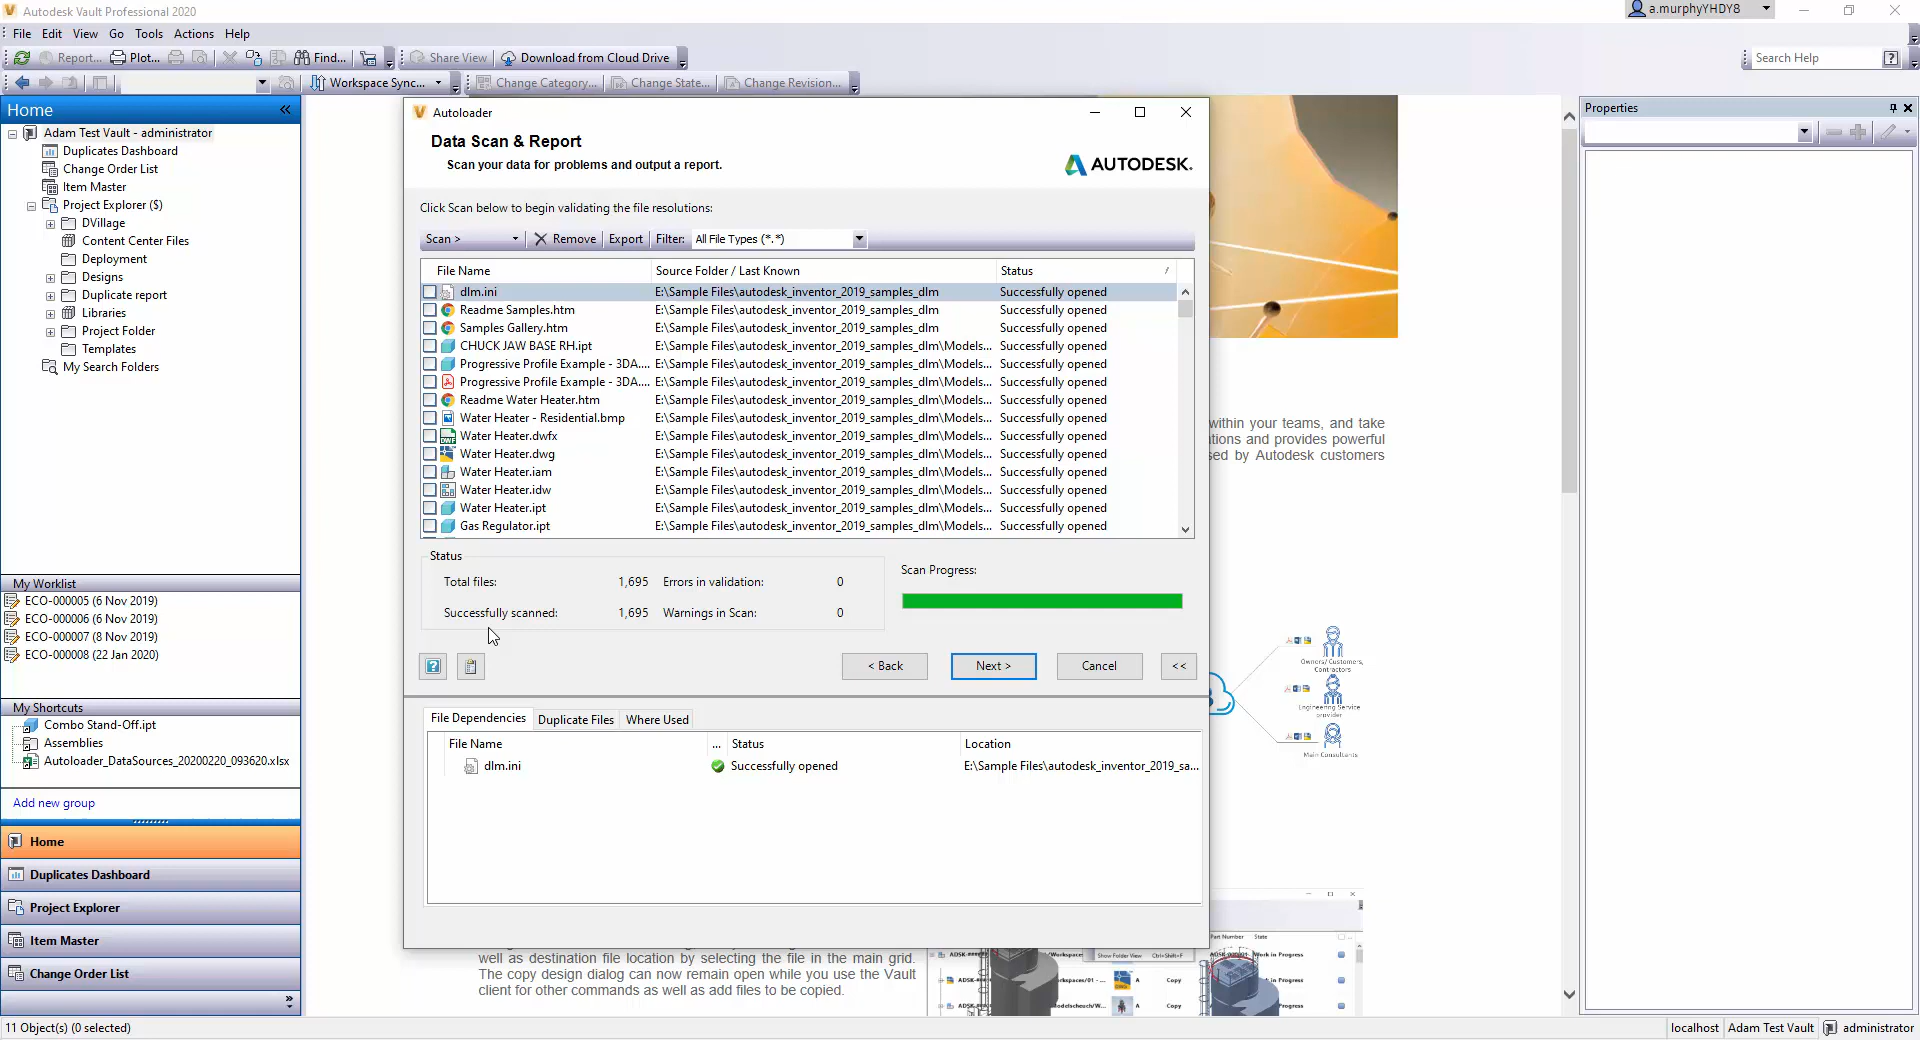 Autodesk Vault Professional 2020
a.murphyYHDY8
File Edit View Go Tools Actions Help
Report... Plot... Find... Share View Download from Cloud Drive
Search Help
Workspace Sync... Change Category... Change State... Change Revision...
Home
Adam Test Vault - administrator
Duplicates Dashboard
Change Order List
Item Master
Project Explorer ($)
DVillage
Content Center Files
Deployment
Designs
Duplicate report
Libraries
Project Folder
Templates
My Search Folders
My Worklist
ECO-000005 (6 Nov 2019)
ECO-000006 (6 Nov 2019)
ECO-000007 (8 Nov 2019)
ECO-000008 (22 Jan 2020)
My Shortcuts
Combo Stand-Off.ipt
Assemblies
Autoloader_DataSources_20200220_093620.xlsx
Add new group
Home
Duplicates Dashboard
Project Explorer
Item Master
Change Order List
Autoloader
Data Scan & Report
Scan your data for problems and output a report.
AUTODESK.
Click Scan below to begin validating the file resolutions:
Scan > Remove Export Filter: All File Types (*.*)
File Name Source Folder / Last Known Status
dlm.ini E:\Sample Files\autodesk_inventor_2019_samples_dlm Successfully opened
Readme Samples.htm E:\Sample Files\autodesk_inventor_2019_samples_dlm Successfully opened
Samples Gallery.htm E:\Sample Files\autodesk_inventor_2019_samples_dlm Successfully opened
CHUCK JAW BASE RH.ipt E:\Sample Files\autodesk_inventor_2019_samples_dlm\Models... Successfully opened
Progressive Profile Example - 3DA.... E:\Sample Files\autodesk_inventor_2019_samples_dlm\Models... Successfully opened
Progressive Profile Example - 3DA.... E:\Sample Files\autodesk_inventor_2019_samples_dlm\Models... Successfully opened
Readme Water Heater.htm E:\Sample Files\autodesk_inventor_2019_samples_dlm\Models... Successfully opened
Water Heater - Residential.bmp E:\Sample Files\autodesk_inventor_2019_samples_dlm\Models... Successfully opened
Water Heater.dwfx E:\Sample Files\autodesk_inventor_2019_samples_dlm\Models... Successfully opened
Water Heater.dwg E:\Sample Files\autodesk_inventor_2019_samples_dlm\Models... Successfully opened
Water Heater.iam E:\Sample Files\autodesk_inventor_2019_samples_dlm\Models... Successfully opened
Water Heater.idw E:\Sample Files\autodesk_inventor_2019_samples_dlm\Models... Successfully opened
Water Heater.ipt E:\Sample Files\autodesk_inventor_2019_samples_dlm\Models... Successfully opened
Gas Regulator.ipt E:\Sample Files\autodesk_inventor_2019_samples_dlm\Models... Successfully opened
Status
Total files: 1,695 Errors in validation: 0
Successfully scanned: 1,695 Warnings in Scan: 0
Scan Progress:
< Back Next > Cancel <<
File Dependencies Duplicate Files Where Used
File Name ... Status Location
dlm.ini Successfully opened E:\Sample Files\autodesk_inventor_2019_sa...
within your teams, and take
tions and provides powerful
sed by Autodesk customers
Owners/ Customers,
Contractors
Engineering Service
provider
Main Consultants
well as destination file location by selecting the file in the main grid.
The copy design dialog can now remain open while you use the Vault
client for other commands as well as add files to be copied.
Show Folder View Ctrl+Shift+F
Part Number State
A Copy
A Copy
Properties
11 Object(s) (0 selected)
localhost Adam Test Vault administrator